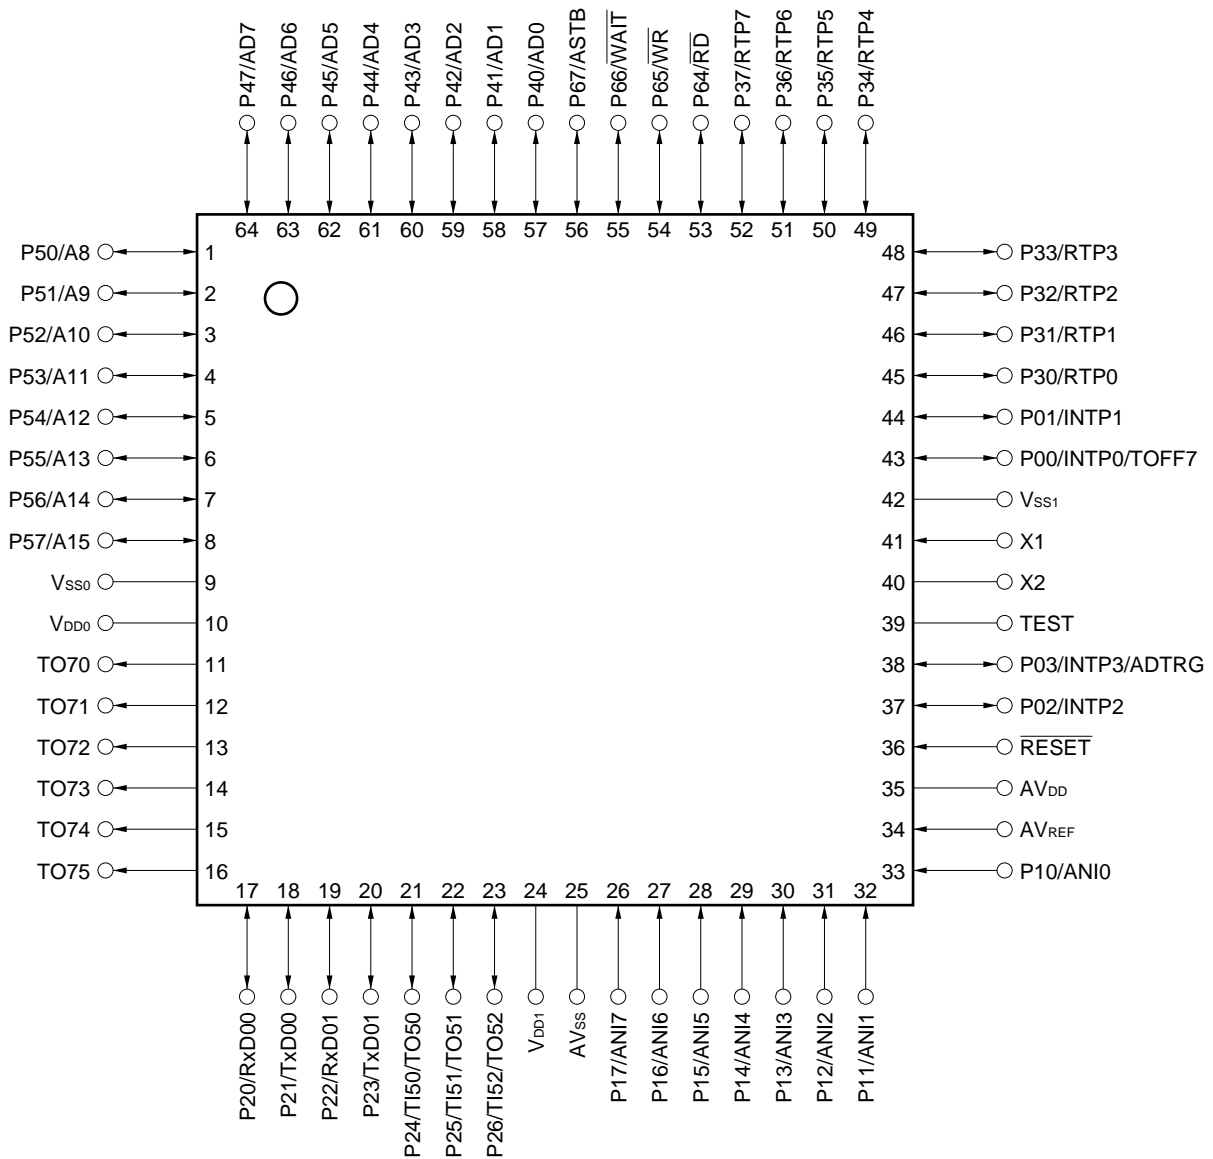 P47/AD7
P46/AD6
P45/AD5
P44/AD4
P43/AD3
P42/AD2
P41/AD1
P40/AD0
P67/ASTB
P66/WAIT
P65/WR
P64/RD
P37/RTP7
P36/RTP6
P35/RTP5
P34/RTP4
64 63 62 61 60 59 58 57 56 55 54 53 52 51 50 49
P50/A8 1
P51/A9 2
P52/A10 3
P53/A11 4
P54/A12 5
P55/A13 6
P56/A14 7
P57/A15 8
VSS0 9
VDD0 10
TO70 11
TO71 12
TO72 13
TO73 14
TO74 15
TO75 16
48 P33/RTP3
47 P32/RTP2
46 P31/RTP1
45 P30/RTP0
44 P01/INTP1
43 P00/INTP0/TOFF7
42 VSS1
41 X1
40 X2
39 TEST
38 P03/INTP3/ADTRG
37 P02/INTP2
36 RESET
35 AVDD
34 AVREF
33 P10/ANI0
17 18 19 20 21 22 23 24 25 26 27 28 29 30 31 32
P20/RxD00
P21/TxD00
P22/RxD01
P23/TxD01
P24/TI50/TO50
P25/TI51/TO51
P26/TI52/TO52
VDD1
AVSS
P17/ANI7
P16/ANI6
P15/ANI5
P14/ANI4
P13/ANI3
P12/ANI2
P11/ANI1